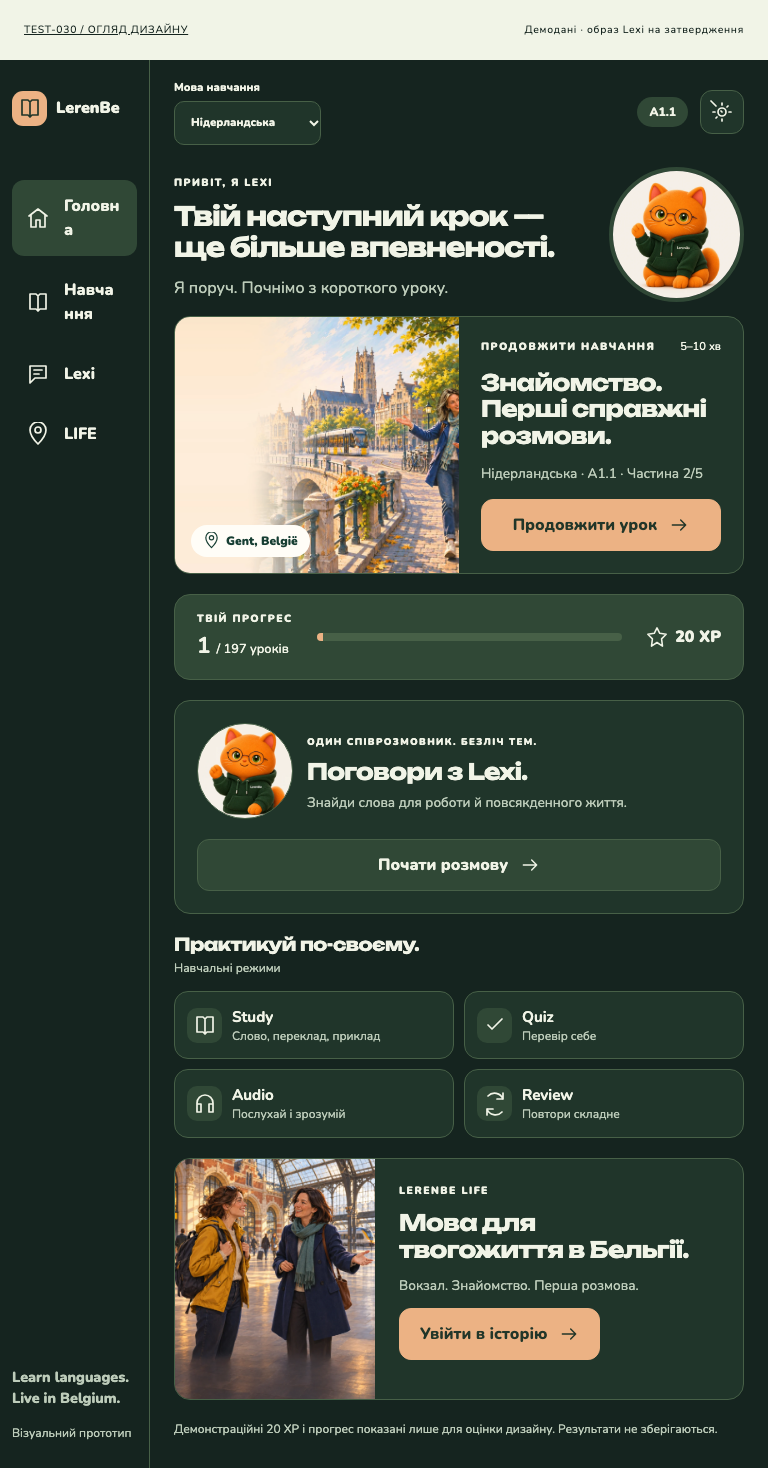 TEST-030 / ОГЛЯД ДИЗАЙНУ
Демодані · образ Lexi на затвердження
LerenBe
Головн
а
Навча
ння
Lexi
LIFE
Learn languages.
Live in Belgium.
Візуальний прототип
Мова навчання
Нідерландська
A1.1
ПРИВІТ, Я LEXI
Твій наступний крок —
ще більше впевненості.
Я поруч. Почнімо з короткого уроку.
Gent, België
ПРОДОВЖИТИ НАВЧАННЯ
5–10 хв
Знайомство.
Перші справжні
розмови.
Нідерландська · A1.1 · Частина 2/5
Продовжити урок
ТВІЙ ПРОГРЕС
1 / 197 уроків
20 XP
ОДИН СПІВРОЗМОВНИК. БЕЗЛІЧ ТЕМ.
Поговори з Lexi.
Знайди слова для роботи й повсякденного життя.
Почати розмову
Практикуй по-своєму.
Навчальні режими
Study
Слово, переклад, приклад
Quiz
Перевір себе
Audio
Послухай і зрозумій
Review
Повтори складне
LERENBE LIFE
Мова для
твогожиття в Бельгії.
Вокзал. Знайомство. Перша розмова.
Увійти в історію
Демонстраційні 20 XP і прогрес показані лише для оцінки дизайну. Результати не зберігаються.